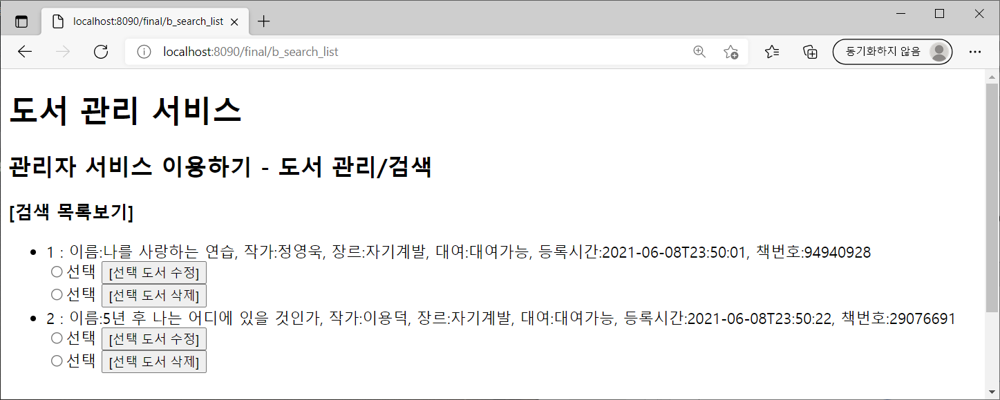 localhost:8090/final/b_search_list
localhost:8090/final/b_search_list
동기화하지 않음
도서 관리 서비스
관리자 서비스 이용하기 - 도서 관리/검색
[검색 목록보기]
1 : 이름:나를 사랑하는 연습, 작가:정영욱, 장르:자기계발, 대여:대여가능, 등록시간:2021-06-08T23:50:01, 책번호:94940928
선택 [선택 도서 수정]
선택 [선택 도서 삭제]
2 : 이름:5년 후 나는 어디에 있을 것인가, 작가:이용덕, 장르:자기계발, 대여:대여가능, 등록시간:2021-06-08T23:50:22, 책번호:29076691
선택 [선택 도서 수정]
선택 [선택 도서 삭제]